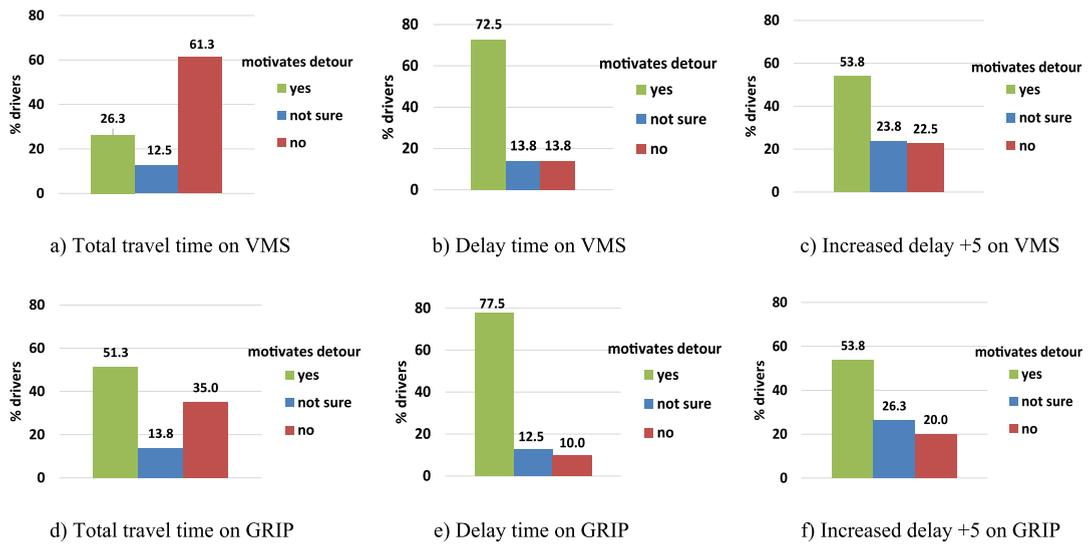 80
60
40
20
0
% drivers
26.3
12.5
61.3
motivates detour
yes
not sure
no
a) Total travel time on VMS
80
60
40
20
0
% drivers
72.5
13.8
13.8
motivates detour
yes
not sure
no
b) Delay time on VMS
80
60
40
20
0
% drivers
53.8
23.8
22.5
motivates detour
yes
not sure
no
c) Increased delay +5 on VMS
80
60
40
20
0
% drivers
51.3
13.8
35.0
motivates detour
yes
not sure
no
d) Total travel time on GRIP
80
60
40
20
0
% drivers
77.5
12.5
10.0
motivates detour
yes
not sure
no
e) Delay time on GRIP
80
60
40
20
0
% drivers
53.8
26.3
20.0
motivates detour
yes
not sure
no
f) Increased delay +5 on GRIP